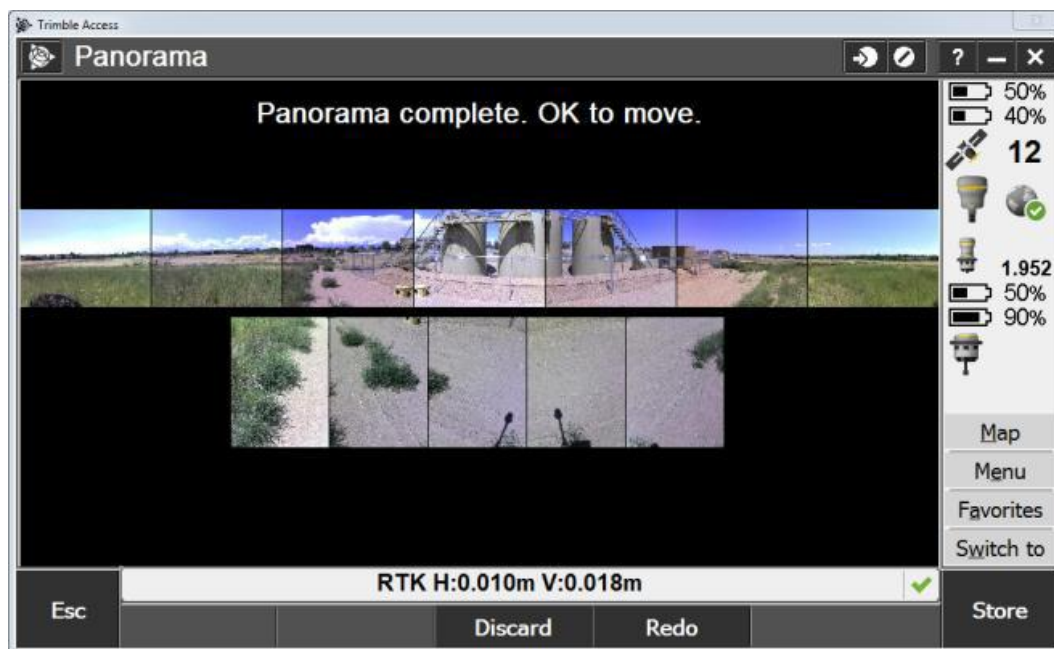 Trimble Access
Panorama
? — X
Panorama complete. OK to move.
50%
40%
12
1.952
50%
90%
Map
Menu
Favorites
Switch to
RTK H:0.010m V:0.018m
Esc
Discard
Redo
Store